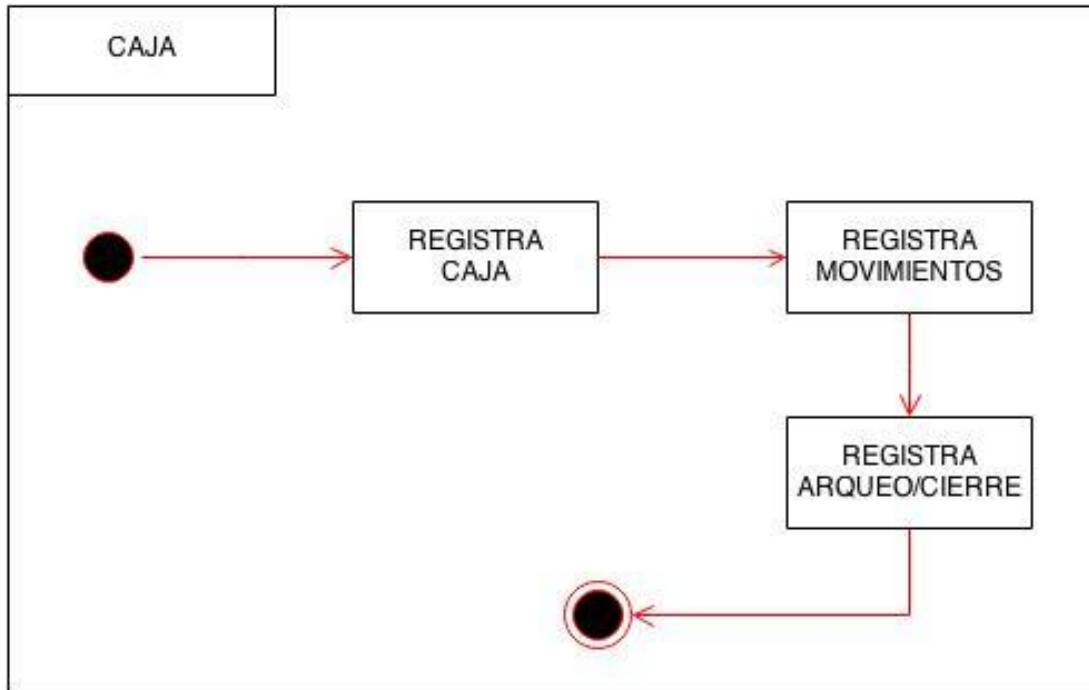 CAJA
REGISTRA
CAJA
REGISTRA
MOVIMIENTOS
REGISTRA
ARQUEO/CIERRE